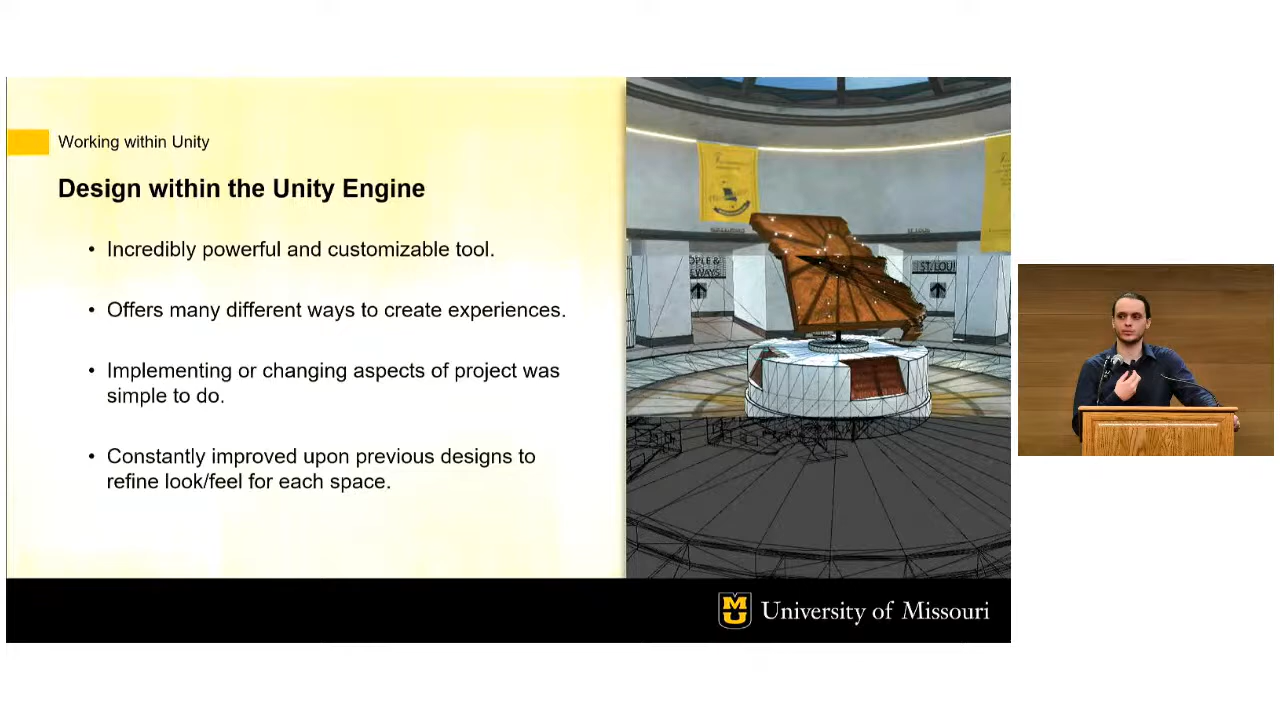 Working within Unity
Design within the Unity Engine
• Incredibly powerful and customizable tool.
• Offers many different ways to create experiences.
• Implementing or changing aspects of project was
simple to do.
• Constantly improved upon previous designs to
refine look/feel for each space.
OPLE &
EWAYS
ST. LOUI
University of Missouri